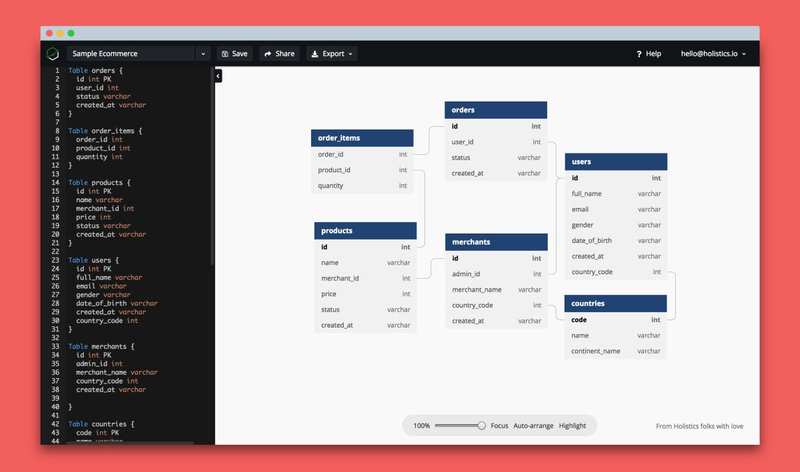 Sample Ecommerce
Save
Share
Export
Help
hello@holistics.io
1 Table orders {
2 id int PK
3 user_id int
4 status varchar
5 created_at varchar
6 }
7
8 Table order_items {
9 order_id int
10 product_id int
11 quantity int
12 }
13
14 Table products {
15 id int PK
16 name varchar
17 merchant_id int
18 price int
19 status varchar
20 created_at varchar
21 }
22
23 Table users {
24 id int PK
25 full_name varchar
26 email varchar
27 gender varchar
28 date_of_birth varchar
29 created_at varchar
30 country_code int
31 }
32
33 Table merchants {
34 id int PK
35 admin_id int
36 merchant_name varchar
37 country_code int
38 created_at varchar
39
40 }
41
42 Table countries {
43 code int PK
44 name varchar
order_items
order_id int
product_id int
quantity int
orders
id int
user_id int
status varchar
created_at varchar
users
id int
full_name varchar
email varchar
gender varchar
date_of_birth varchar
created_at varchar
country_code int
products
id int
name varchar
merchant_id int
price int
status varchar
created_at varchar
merchants
id int
admin_id int
merchant_name varchar
country_code int
created_at varchar
countries
code int
name varchar
continent_name varchar
100% Focus Auto-arrange Highlight
From Holistics folks with love